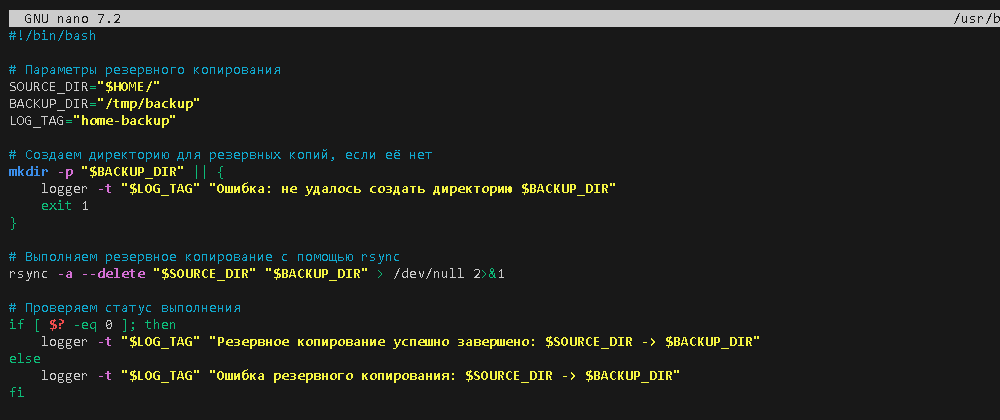 GNU nano 7.2 /usr/b
#!/bin/bash
# Параметры резервного копирования
SOURCE_DIR="$HOME/"
BACKUP_DIR="/tmp/backup"
LOG_TAG="home-backup"
# Создаем директорию для резервных копий, если её нет
mkdir -p "$BACKUP_DIR" || {
    logger -t "$LOG_TAG" "Ошибка: не удалось создать директорию $BACKUP_DIR"
    exit 1
}
# Выполняем резервное копирование с помощью rsync
rsync -a --delete "$SOURCE_DIR" "$BACKUP_DIR" > /dev/null 2>&1
# Проверяем статус выполнения
if [ $? -eq 0 ]; then
    logger -t "$LOG_TAG" "Резервное копирование успешно завершено: $SOURCE_DIR -> $BACKUP_DIR"
else
    logger -t "$LOG_TAG" "Ошибка резервного копирования: $SOURCE_DIR -> $BACKUP_DIR"
fi